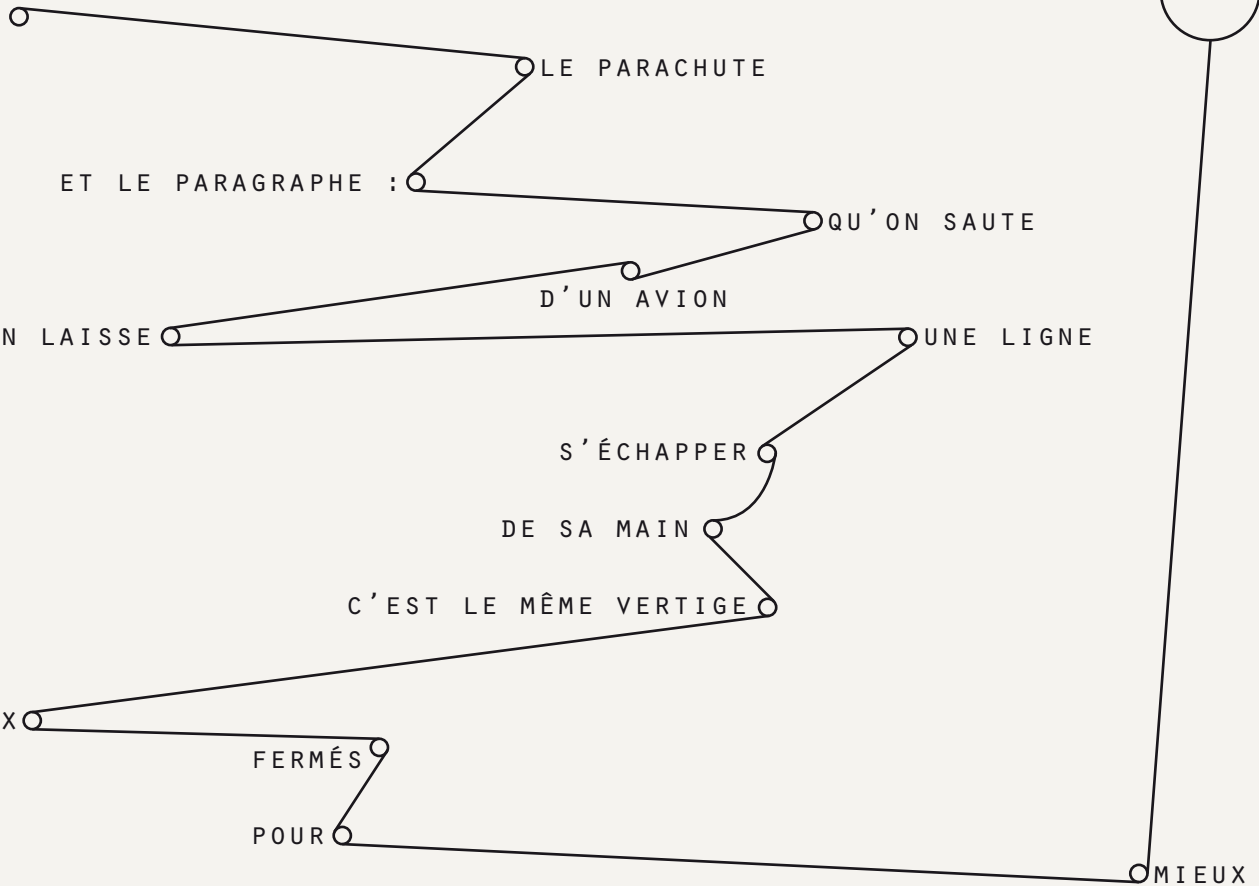 LE PARACHUTE
ET LE PARAGRAPHE :
QU’ON SAUTE
D’UN AVION
N LAISSE
UNE LIGNE
S’ÉCHAPPER
DE SA MAIN
C’EST LE MÊME VERTIGE
X
FERMÉS
POUR
MIEUX